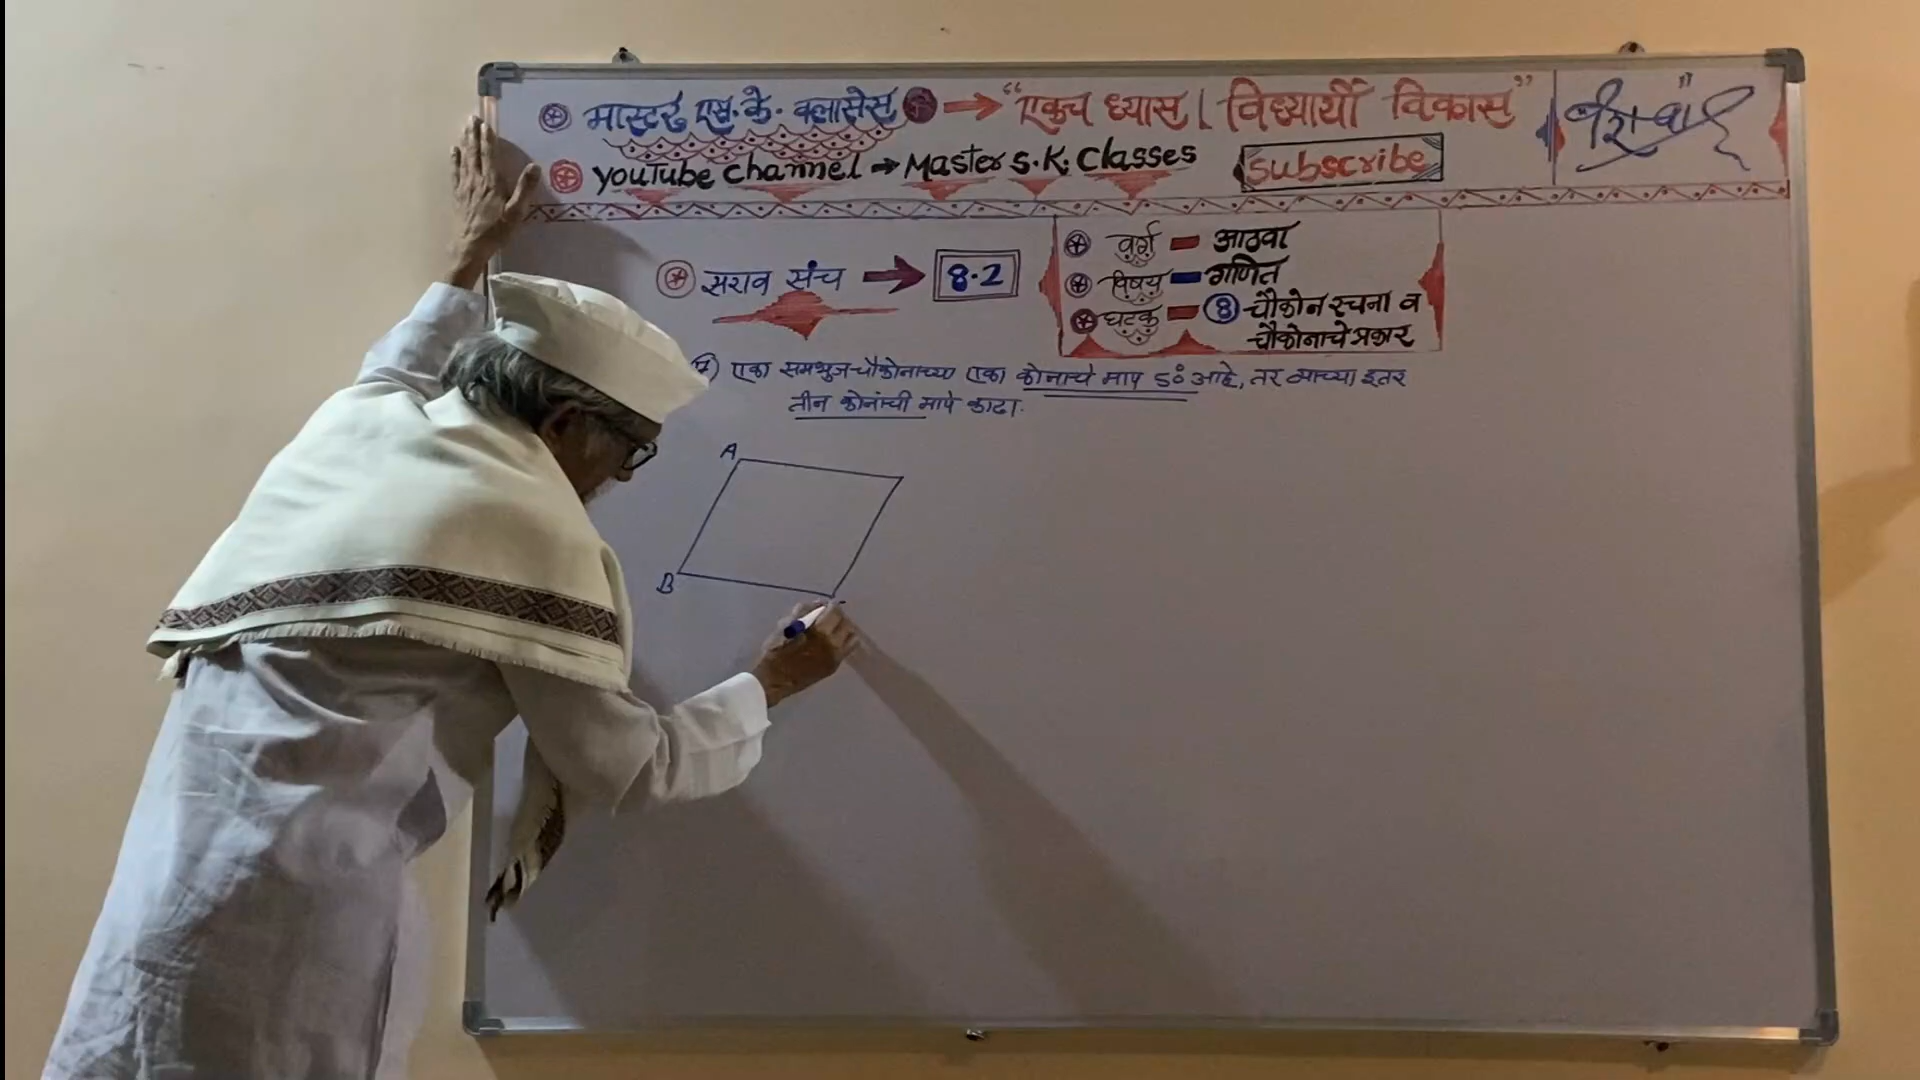 मास्टर एस.के. क्लासेस → "एकच ध्यास। विद्यार्थी विकास"
YouTube channel → Master S.K. Classes Subscribe
सराव संच → 8.2
वर्ग - आठवा
विषय - गणित
घटक - 8 चौकोन रचना व
चौकोनाचे प्रकार
एका समभुज चौकोनाच्या एका कोनाचे माप 50° आहे, तर त्याच्या इतर
तीन कोनांची मापे काढा.
A
B